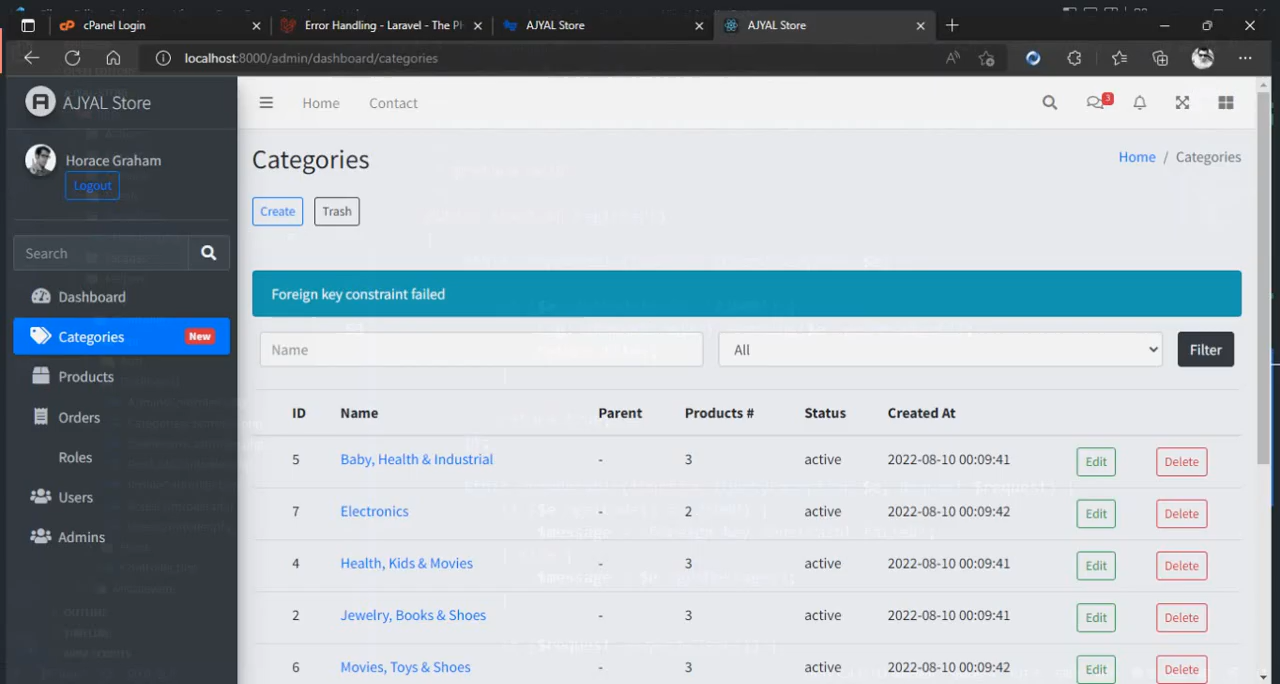 cPanel Login
Error Handling - Laravel - The P
AJYAL Store
AJYAL Store
localhost:8000/admin/dashboard/categories
AJYAL Store
Home
Contact
3
Horace Graham
Logout
Categories
Home / Categories
Create
Trash
Search
Foreign key constraint failed
Dashboard
Categories
New
Name
All
Filter
Products
Orders
Roles
Users
Admins
ID Name Parent Products # Status Created At
5 Baby, Health & Industrial - 3 active 2022-08-10 00:09:41 Edit Delete
7 Electronics - 2 active 2022-08-10 00:09:42 Edit Delete
4 Health, Kids & Movies - 3 active 2022-08-10 00:09:41 Edit Delete
2 Jewelry, Books & Shoes - 3 active 2022-08-10 00:09:41 Edit Delete
6 Movies, Toys & Shoes - 3 active 2022-08-10 00:09:42 Edit Delete